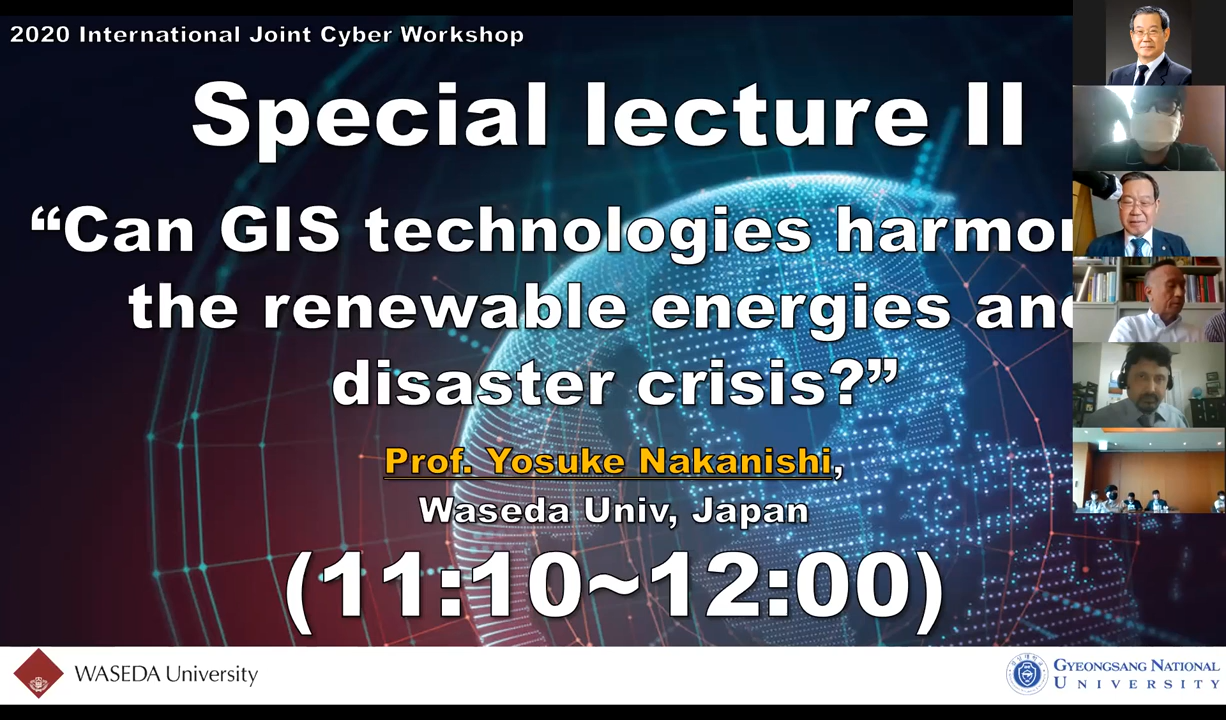 2020 International Joint Cyber Workshop
Special lecture II
“Can GIS technologies harmon
the renewable energies and
disaster crisis?”
Prof. Yosuke Nakanishi,
Waseda Univ, Japan
(11:10~12:00)
WASEDA University
GYEONGSANG NATIONAL
UNIVERSITY